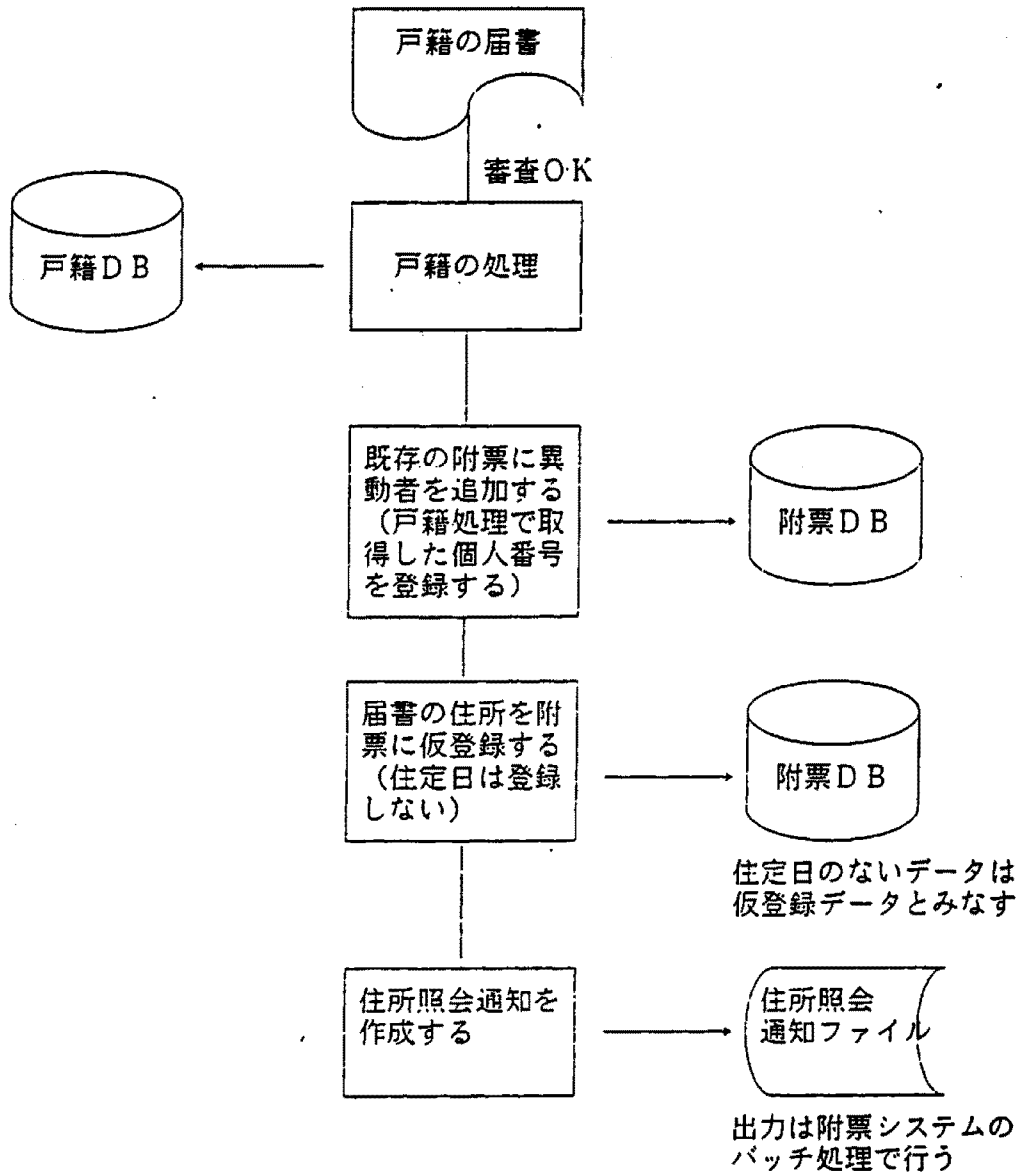 戸籍の届書
審査O·K
戸籍DB
戸籍の処理
既存の附票に異
動者を追加する
（戸籍処理で取
得した個人番号
を登録する）
附票DB
届書の住所を附
票に仮登録する
（住定日は登録
しない）
附票DB
住定日のないデータは
仮登録データとみなす
住所照会通知を
作成する
住所照会
通知ファイル
出力は附票システムの
バッチ処理で行う